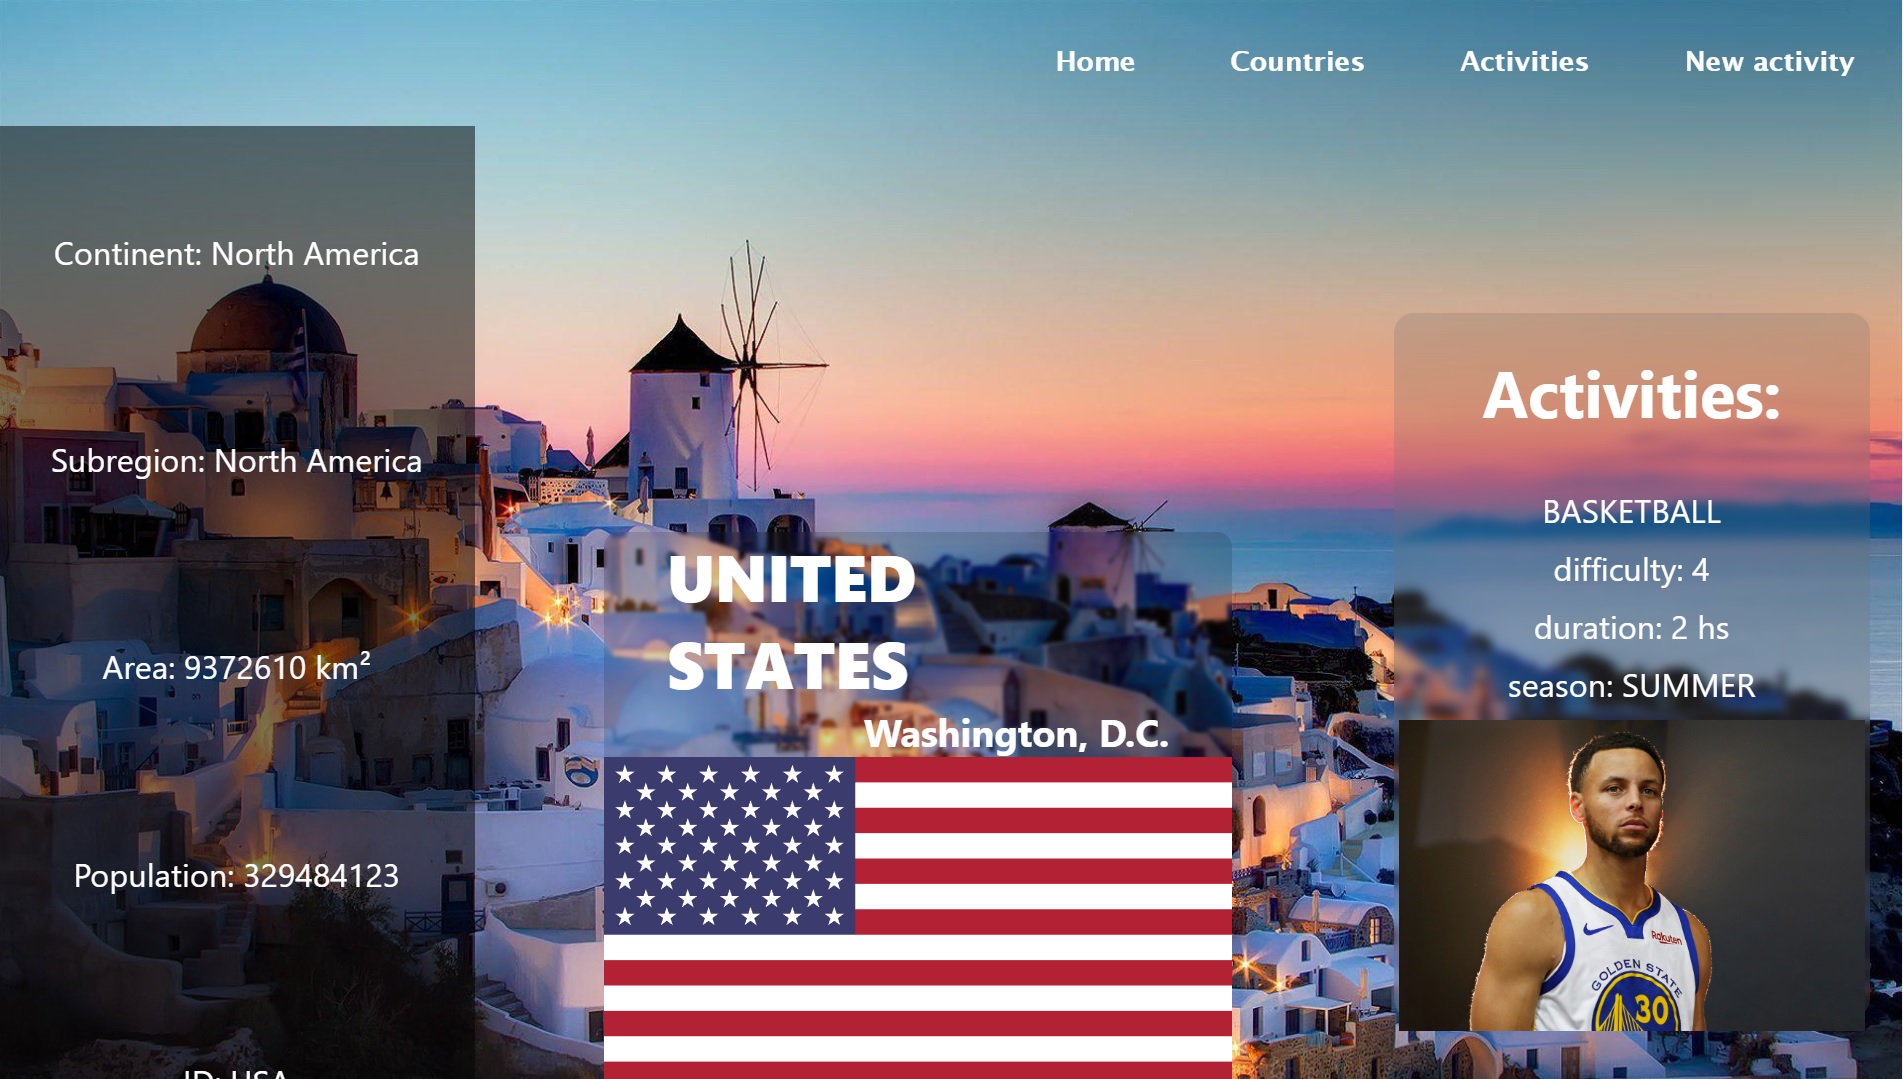 Home Countries Activities New activity
Continent: North America
Subregion: North America
Area: 9372610 km²
Population: 329484123
ID: USA
UNITED
STATES
Washington, D.C.
Activities:
BASKETBALL
difficulty: 4
duration: 2 hs
season: SUMMER
Rakuten
GOLDEN STATE
30